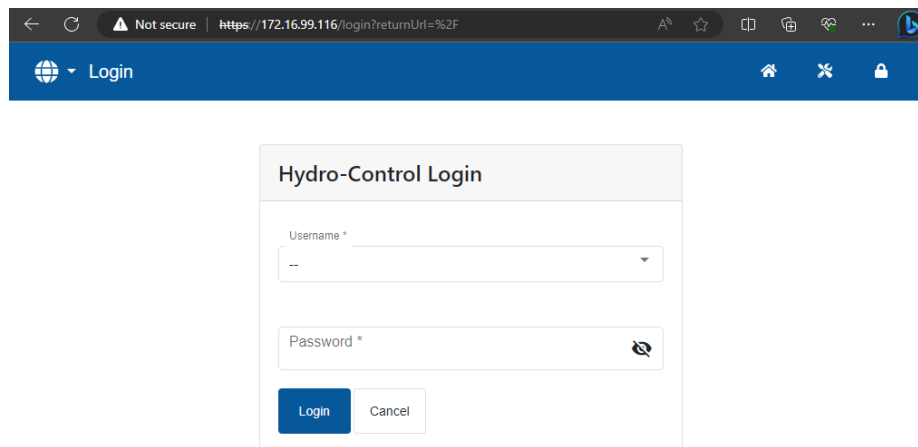 Not secure https://172.16.99.116/login?returnUrl=%2F
Login
Hydro-Control Login
Username *
--
Password *
Login Cancel